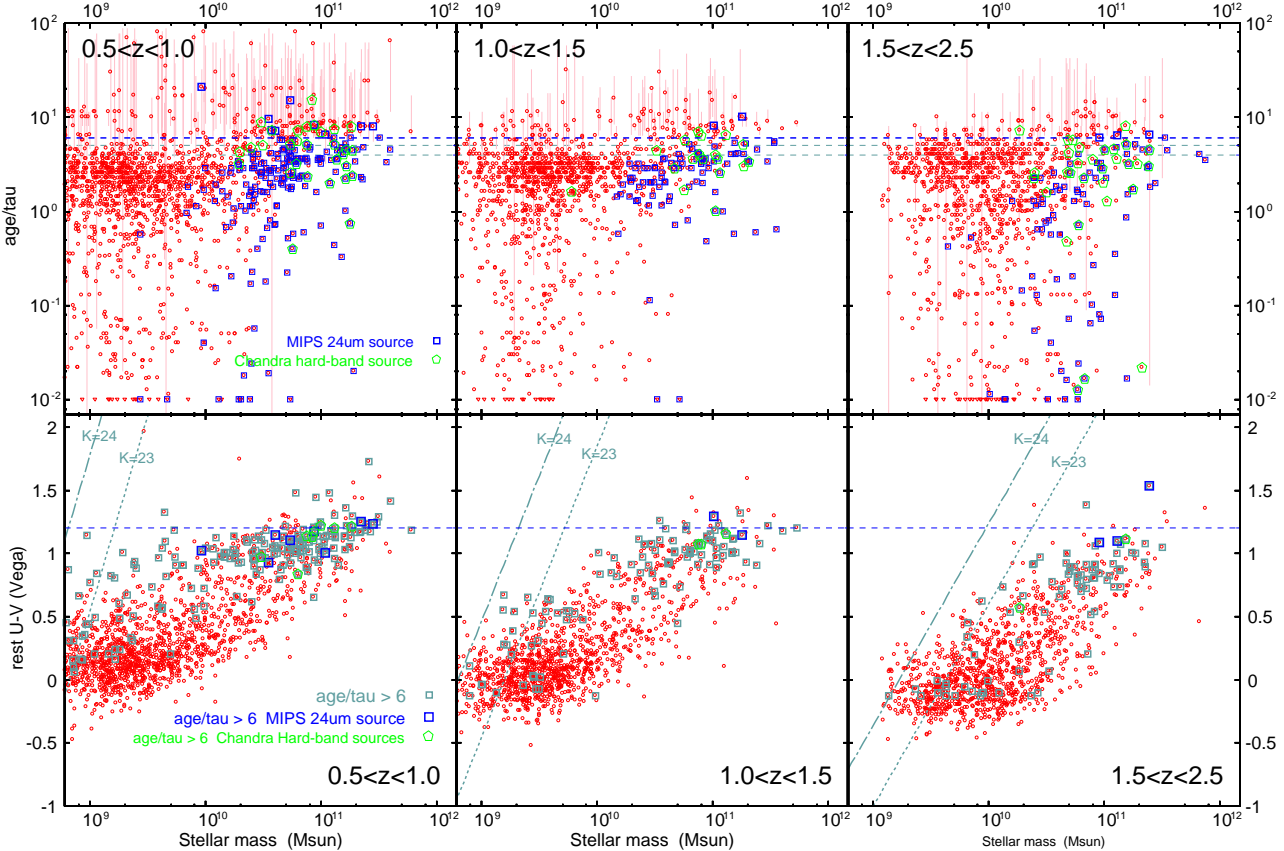 10^9 10^10 10^11 10^12 10^9 10^10 10^11 10^12 10^9 10^10 10^11 10^12
10^2 0.5<z<1.0 1.0<z<1.5 1.5<z<2.5 10^2
10^1 10^1
10^0 10^0
10^-1 10^-1
10^-2 10^-2
age/tau
MIPS 24um source
Chandra hard-band source
2
1.5 1.5
1 1
0.5 0.5
0 0
-0.5 -0.5
-1 -1
2
rest U-V (Vega)
K=24
K=23
K=24
K=23
K=24
K=23
age/tau > 6
age/tau > 6 MIPS 24um source
age/tau > 6 Chandra Hard-band sources
0.5<z<1.0 1.0<z<1.5 1.5<z<2.5
10^9 10^10 10^11 10^12 10^9 10^10 10^11 10^12 10^9 10^10 10^11 10^12
Stellar mass (Msun) Stellar mass (Msun) Stellar mass (Msun)